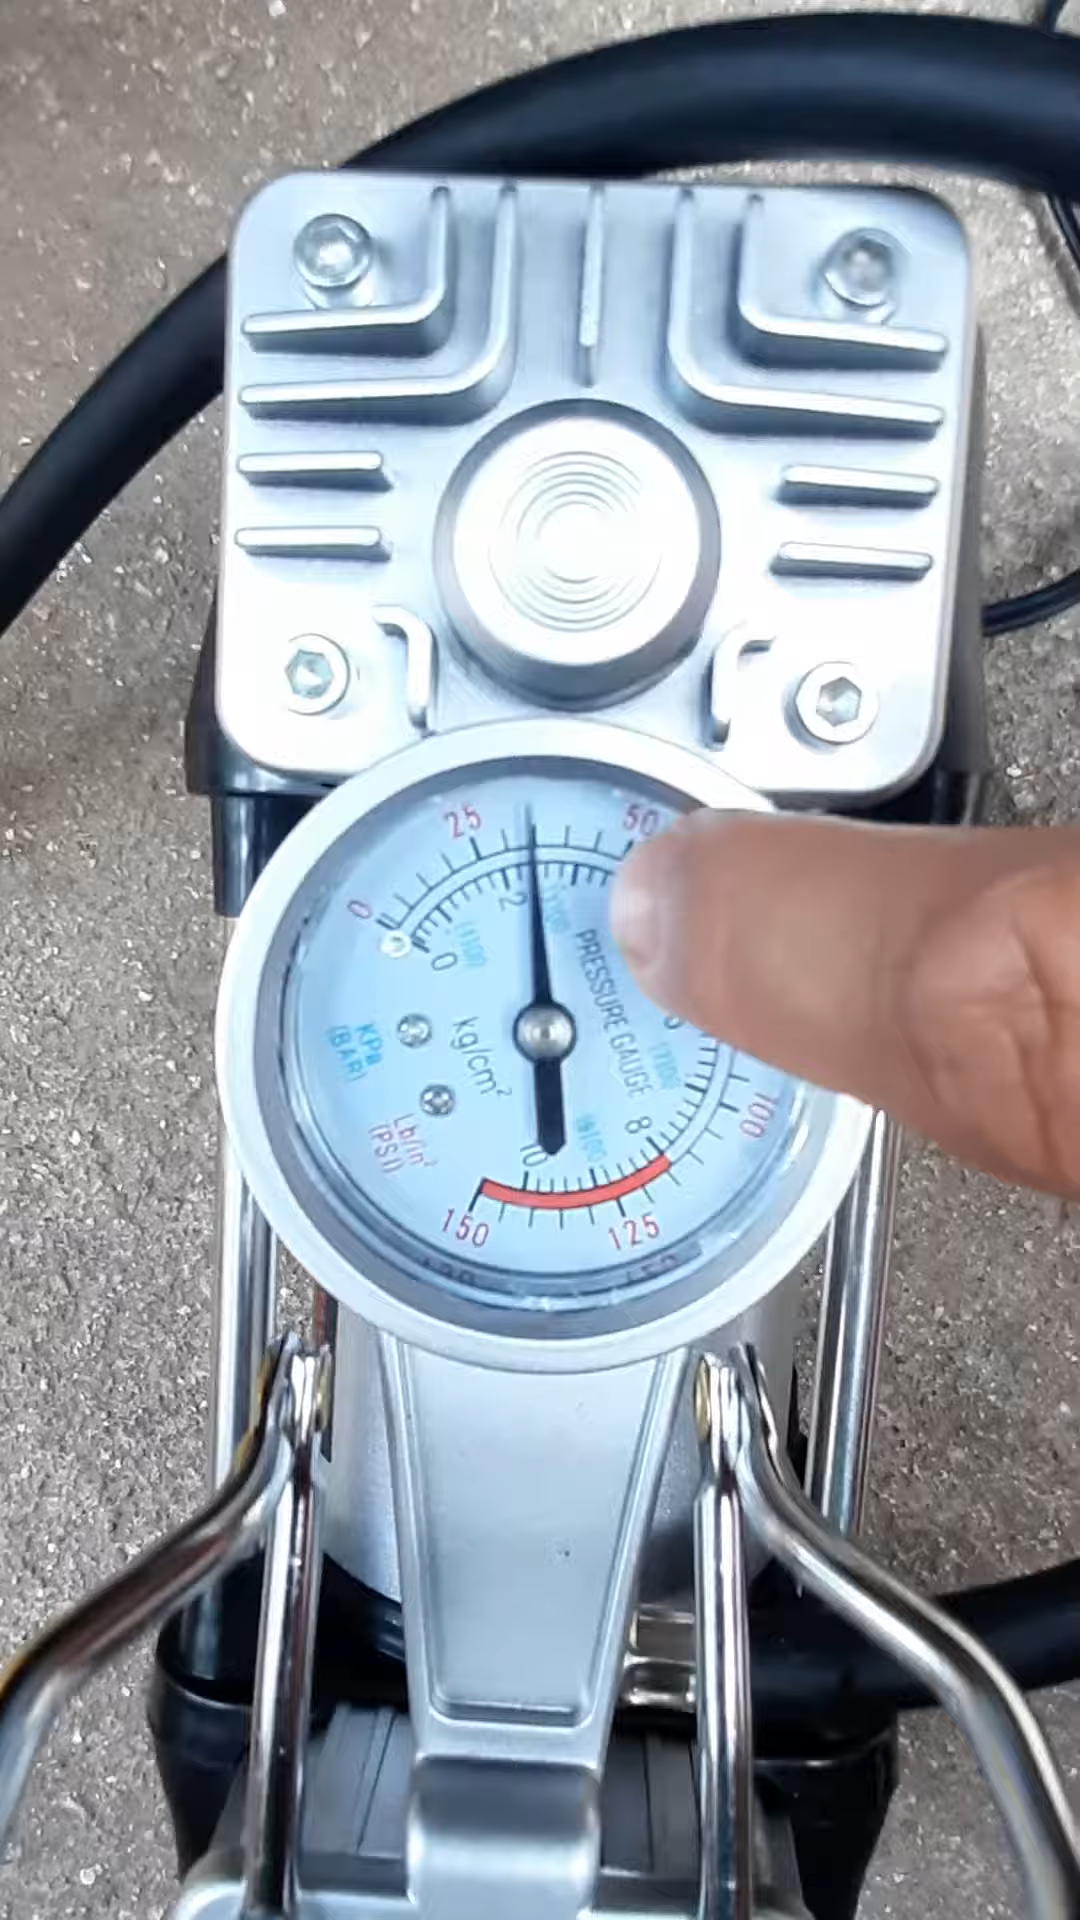 0
25
50
100
125
150
0
2
8
10
PRESSURE GAUGE
kg/cm²
KPa
(BAR)
Lb/in²
(PSI)